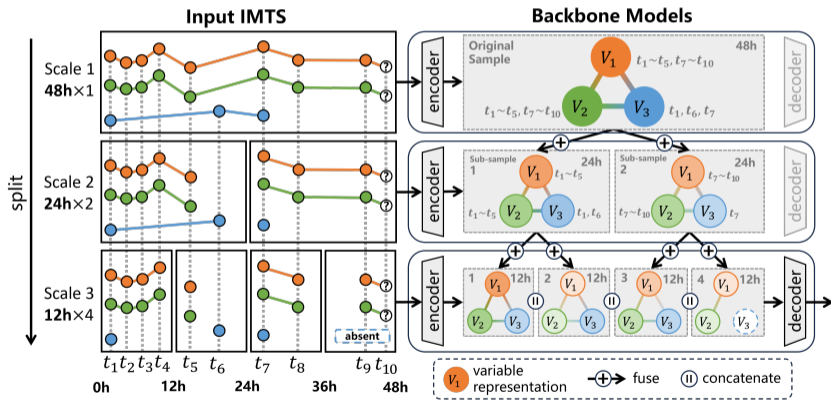 Input IMTS
Backbone Models
split
Scale 1
48h×1
?
?
encoder
Original
Sample
48h
V₁
t₁~t₅, t₇~t₁₀
t₁~t₅, t₇~t₁₀
V₂
V₃
t₁, t₆, t₇
decoder
Scale 2
24h×2
?
encoder
Sub-sample
1
24h
V₁
t₁~t₅
t₁~t₅
V₂
V₃
t₁, t₆
Sub-sample
2
24h
V₁
t₇~t₁₀
t₇~t₁₀
V₂
V₃
t₇
decoder
Scale 3
12h×4
?
absent
encoder
1
12h
V₁
V₂
V₃
2
12h
V₁
V₂
V₃
3
12h
V₁
V₂
V₃
4
12h
V₁
V₂
V₃
decoder
t₁
t₂
t₃
t₄
t₅
t₆
t₇
t₈
t₉
t₁₀
0h
12h
24h
36h
48h
V₁
variable
representation
fuse
concatenate